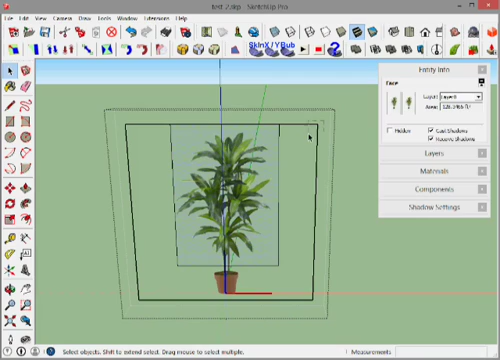 test 2.skp - SketchUp Pro
File Edit View Camera Draw Tools Window Extensions Help
SkinX/YBub
Entity Info
Face
Layer: Layer0
Area:
Hidden
Cast Shadows
Receive Shadows
Layers
Materials
Components
Shadow Settings
Select objects. Shift to extend select. Drag mouse to select multiple.
Measurements